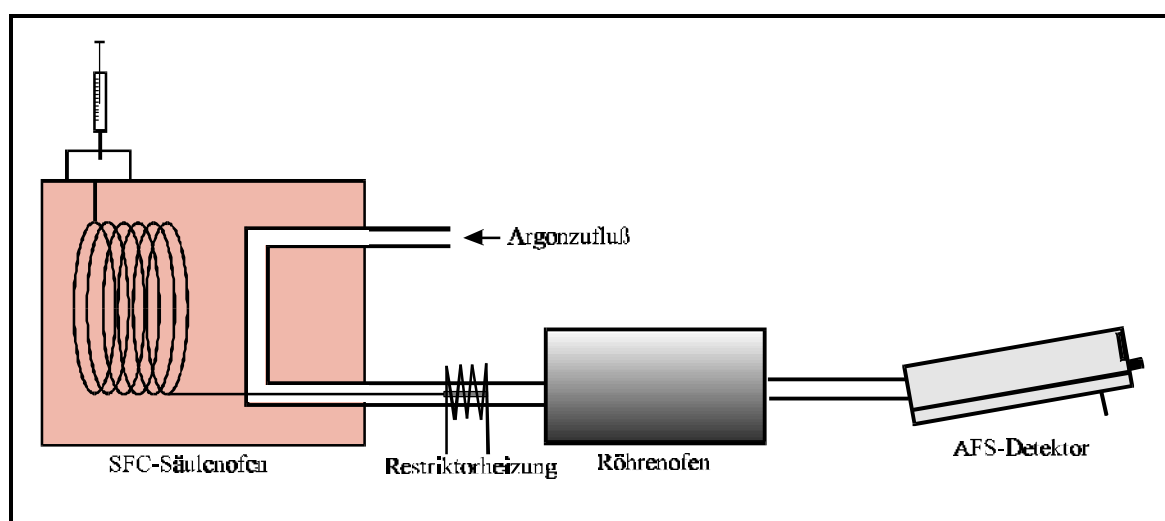 Argonzufluß
SFC-Säulenofen
Restriktorheizung
Röhrenofen
AFS-Detektor